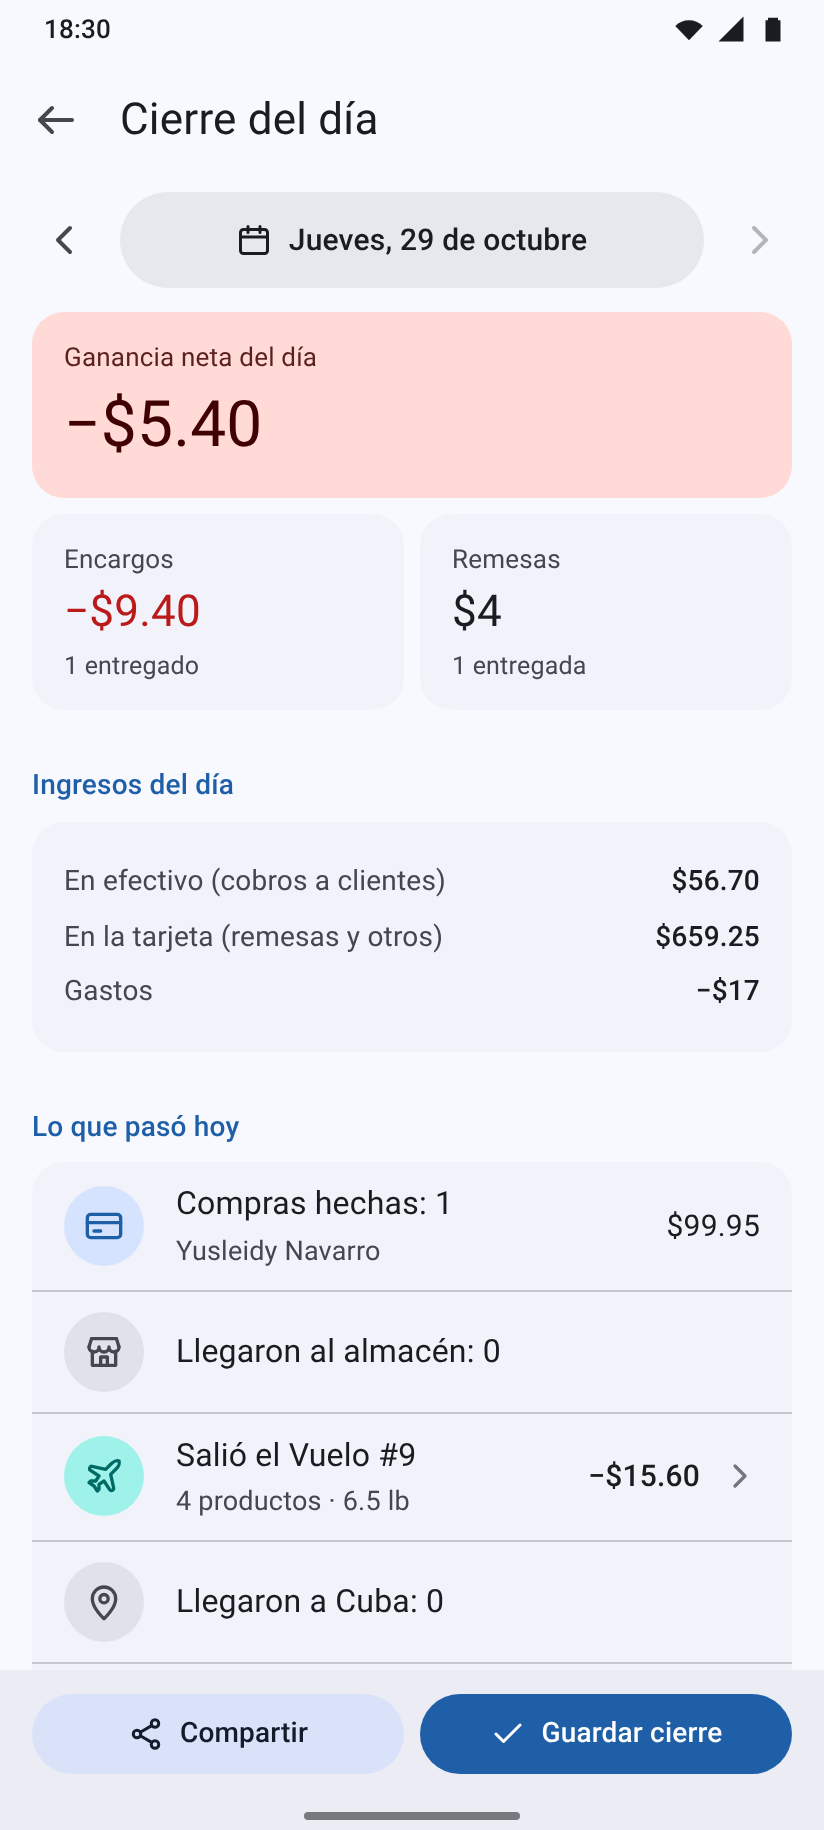 18:30
Cierre del día
Jueves, 29 de octubre
Ganancia neta del día
−$5.40
Encargos
−$9.40
1 entregado
Remesas
$4
1 entregada
Ingresos del día
En efectivo (cobros a clientes) $56.70
En la tarjeta (remesas y otros) $659.25
Gastos −$17
Lo que pasó hoy
Compras hechas: 1
Yusleidy Navarro
$99.95
Llegaron al almacén: 0
Salió el Vuelo #9
4 productos · 6.5 lb
−$15.60
Llegaron a Cuba: 0
Compartir
Guardar cierre